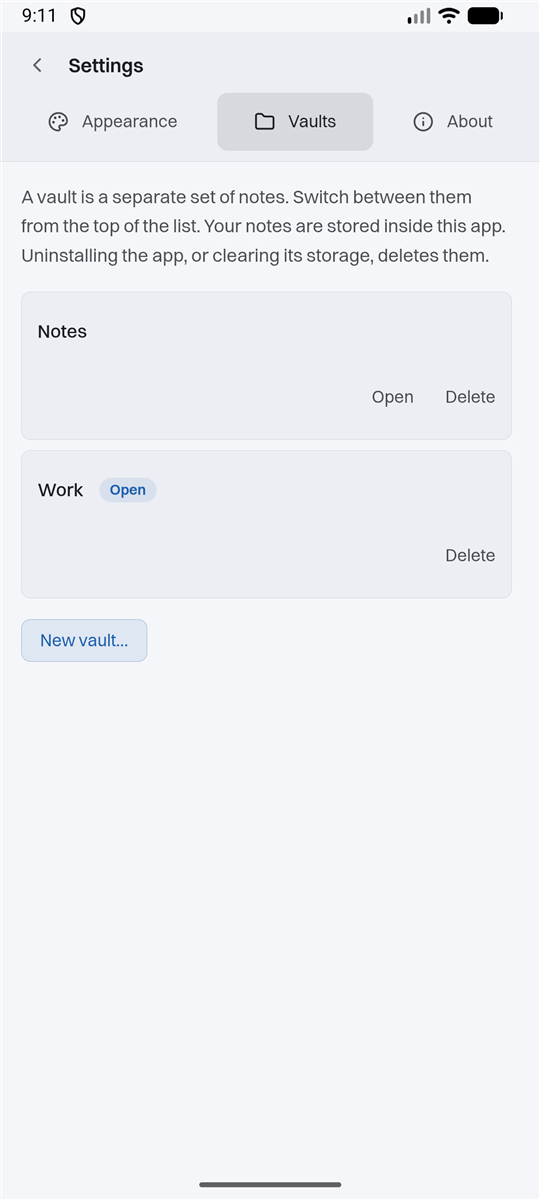 9:11
Settings
Appearance
Vaults
About
A vault is a separate set of notes. Switch between them
from the top of the list. Your notes are stored inside this app.
Uninstalling the app, or clearing its storage, deletes them.
Notes
Open Delete
Work Open
Delete
New vault...